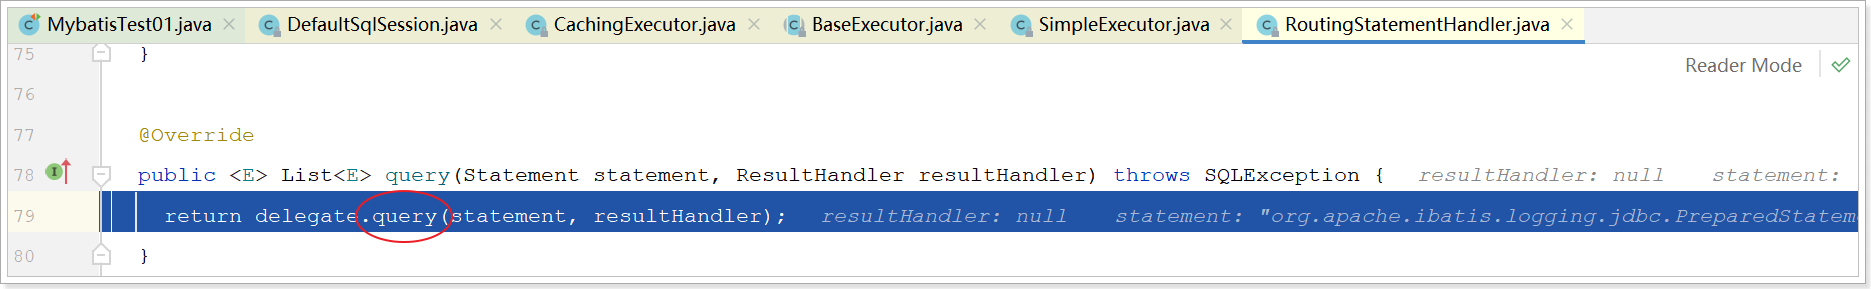 MybatisTest01.java DefaultSqlSession.java CachingExecutor.java BaseExecutor.java SimpleExecutor.java RoutingStatementHandler.java
75 }
Reader Mode
76
77 @Override
78 public <E> List<E> query(Statement statement, ResultHandler resultHandler) throws SQLException { resultHandler: null statement:
79 return delegate.query(statement, resultHandler); resultHandler: null statement: "org.apache.ibatis.logging.jdbc.PreparedStateme
80 }